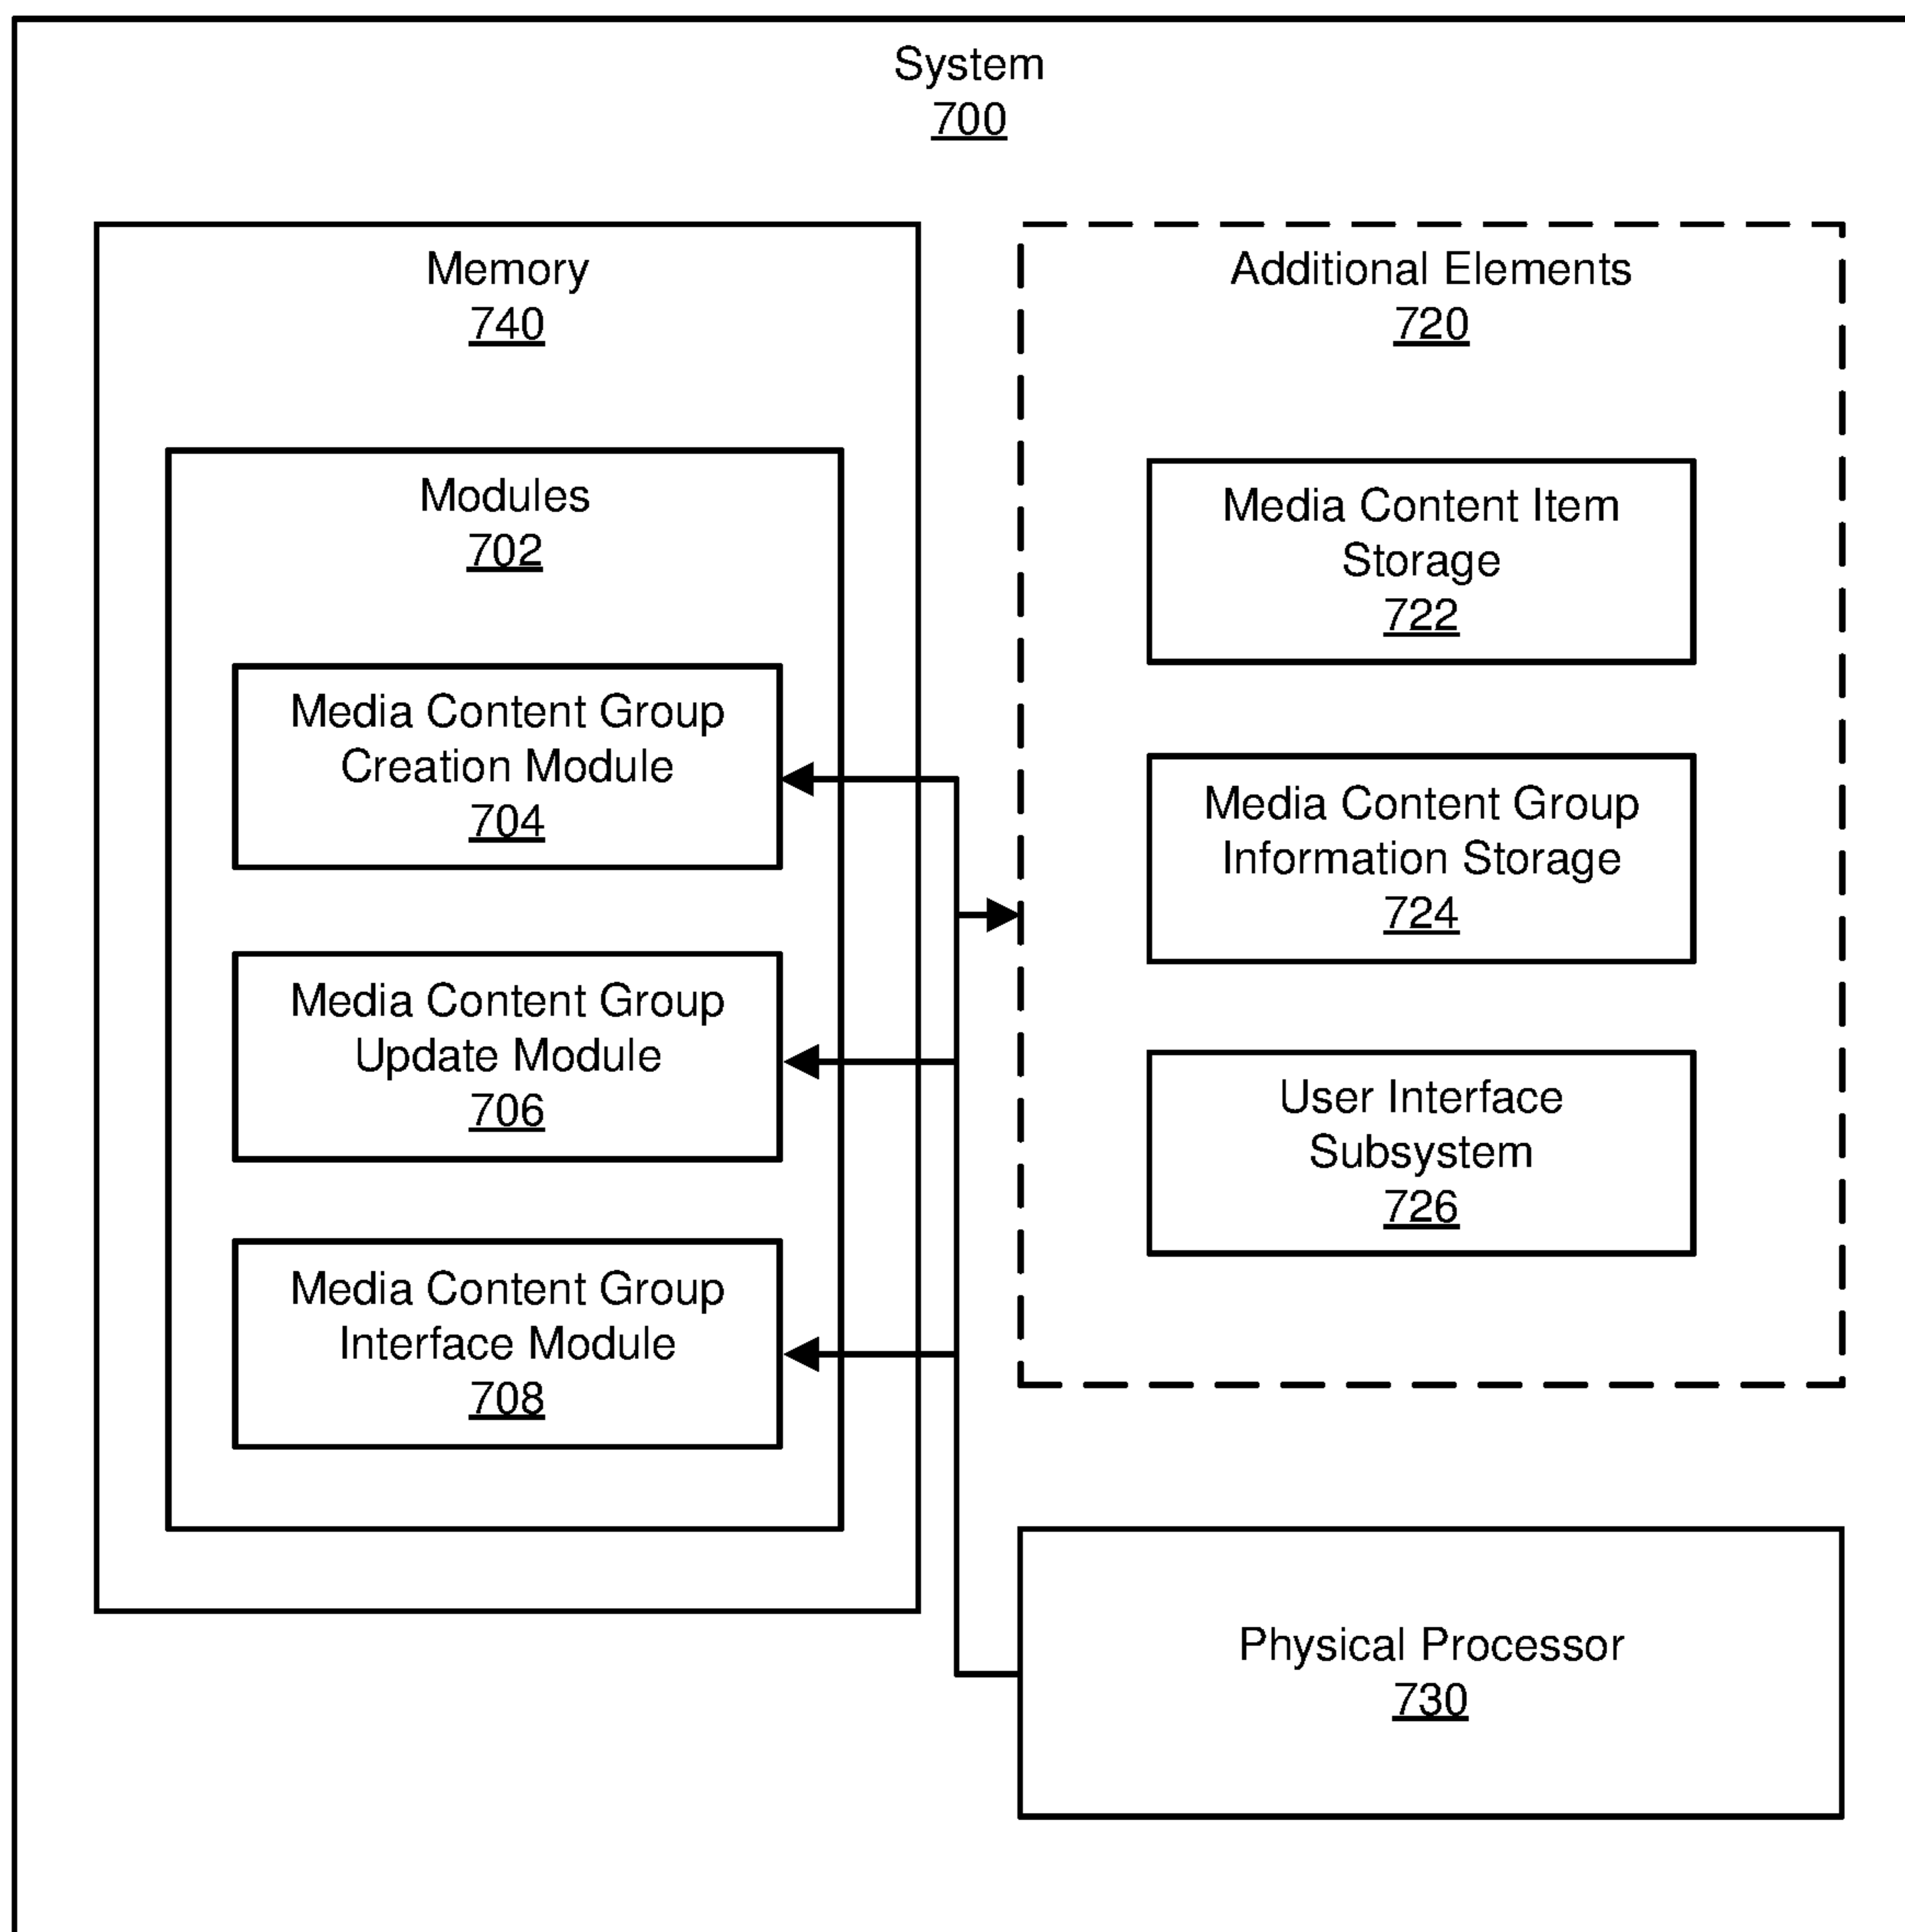 System
700
Memory
740
Modules
702
Media Content Group
Creation Module
704
Media Content Group
Update Module
706
Media Content Group
Interface Module
708
Additional Elements
720
Media Content Item
Storage
722
Media Content Group
Information Storage
724
User Interface
Subsystem
726
Physical Processor
730